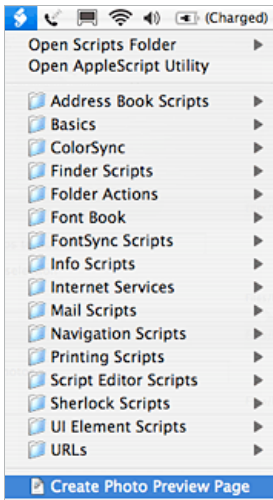 (Charged)
Open Scripts Folder
Open AppleScript Utility
Address Book Scripts
Basics
ColorSync
Finder Scripts
Folder Actions
Font Book
FontSync Scripts
Info Scripts
Internet Services
Mail Scripts
Navigation Scripts
Printing Scripts
Script Editor Scripts
Sherlock Scripts
UI Element Scripts
URLs
Create Photo Preview Page